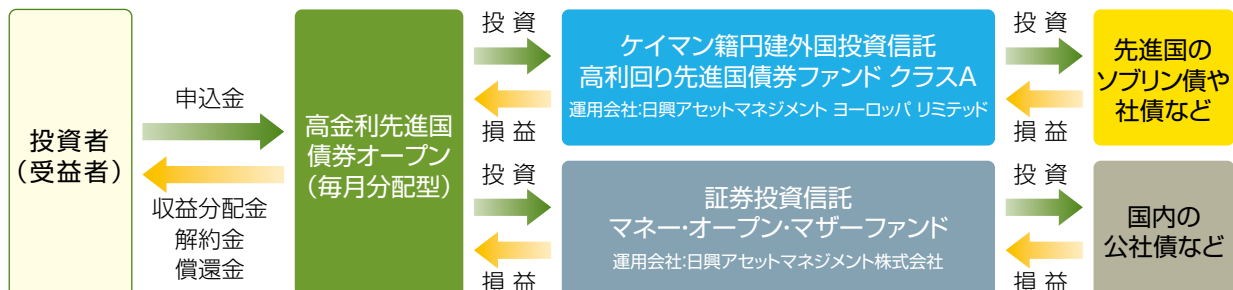 投資者
（受益者）
申込金
収益分配金
解約金
償還金
高金利先進国
債券オープン
（毎月分配型）
投 資
損 益
ケイマン籍円建外国投資信託
高利回り先進国債券ファンド クラスA
運用会社:日興アセットマネジメント ヨーロッパ リミテッド
投 資
損 益
先進国の
ソブリン債や
社債など
投 資
損 益
証券投資信託
マネー・オープン・マザーファンド
運用会社:日興アセットマネジメント株式会社
投 資
損 益
国内の
公社債など